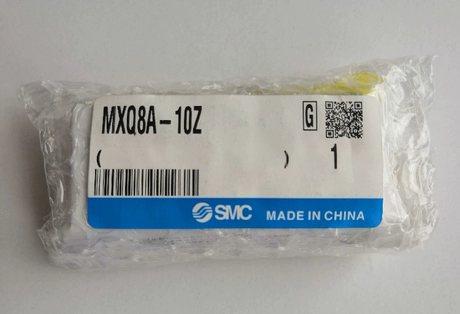 MXQ8A-10Z
G
( ) 1
SMC MADE IN CHINA